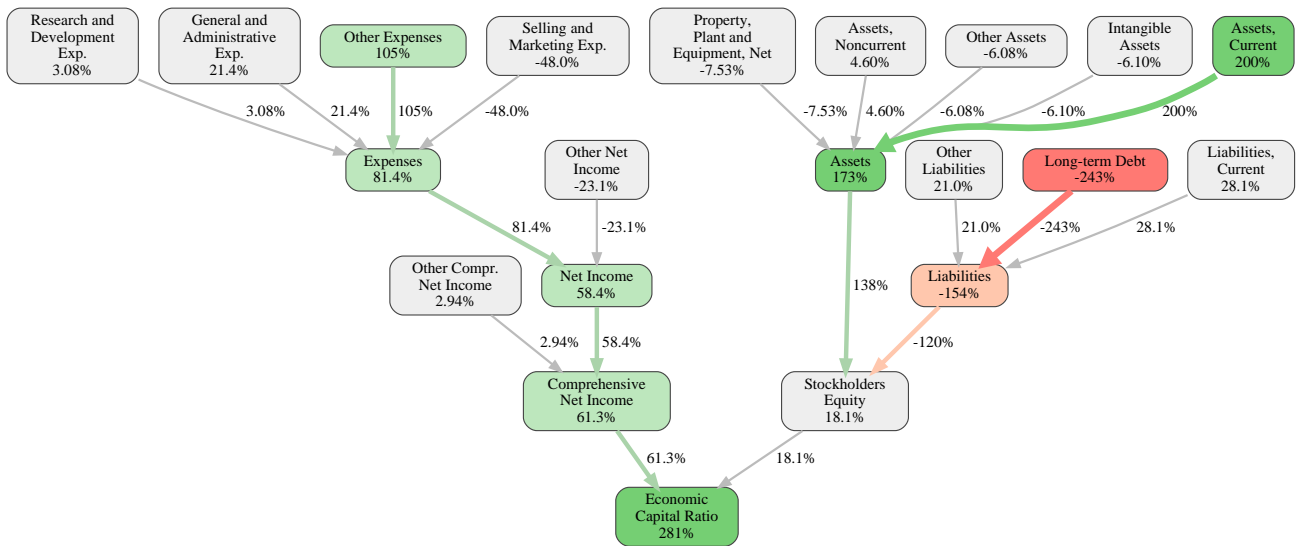 Research and
Development
Exp.
3.08%
General and
Administrative
Exp.
21.4%
Other Expenses
105%
Selling and
Marketing Exp.
-48.0%
Property,
Plant and
Equipment, Net
-7.53%
Assets,
Noncurrent
4.60%
Other Assets
-6.08%
Intangible
Assets
-6.10%
Assets,
Current
200%
3.08%
21.4%
105%
-48.0%
-7.53%
4.60%
-6.08%
-6.10%
200%
Expenses
81.4%
Other Net
Income
-23.1%
Assets
173%
Other
Liabilities
21.0%
Long-term Debt
-243%
Liabilities,
Current
28.1%
81.4%
-23.1%
21.0%
-243%
28.1%
Other Compr.
Net Income
2.94%
Net Income
58.4%
138%
Liabilities
-154%
2.94%
58.4%
-120%
Comprehensive
Net Income
61.3%
Stockholders
Equity
18.1%
61.3%
18.1%
Economic
Capital Ratio
281%